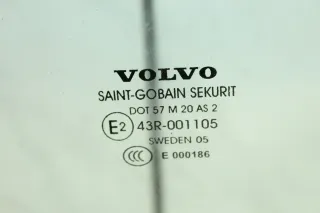 VOLVO
SAINT-GOBAIN SEKURIT
DOT 57 M 20 AS 2
E2 43R-001105
SWEDEN 05
CCC E 000186